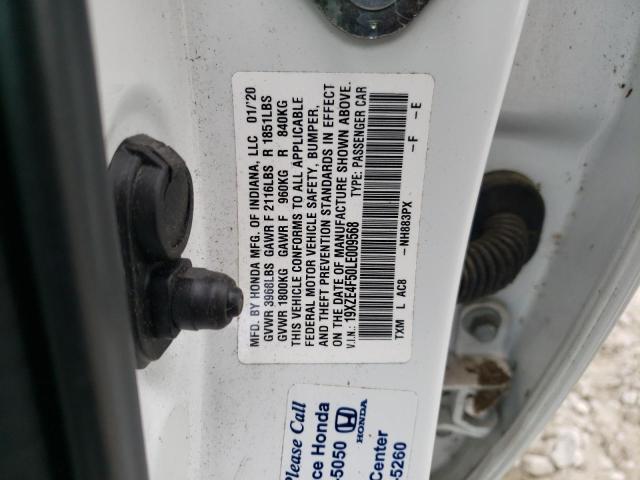 MFD. BY HONDA MFG. OF INDIANA, LLC 01/'20
GVWR 3968LBS GAWR F 2116LBS R 1851LBS
GVWR 1800KG GAWR F 960KG R 840KG
THIS VEHICLE CONFORMS TO ALL APPLICABLE
FEDERAL MOTOR VEHICLE SAFETY, BUMPER,
AND THEFT PREVENTION STANDARDS IN EFFECT
ON THE DATE OF MANUFACTURE SHOWN ABOVE.
V.I.N.: 19XZE4F50LE009568 TYPE: PASSENGER CAR
TXM L AC8 -NH883PX -F -E
Please Call
ce Honda
-5050
HONDA
Center
-5260